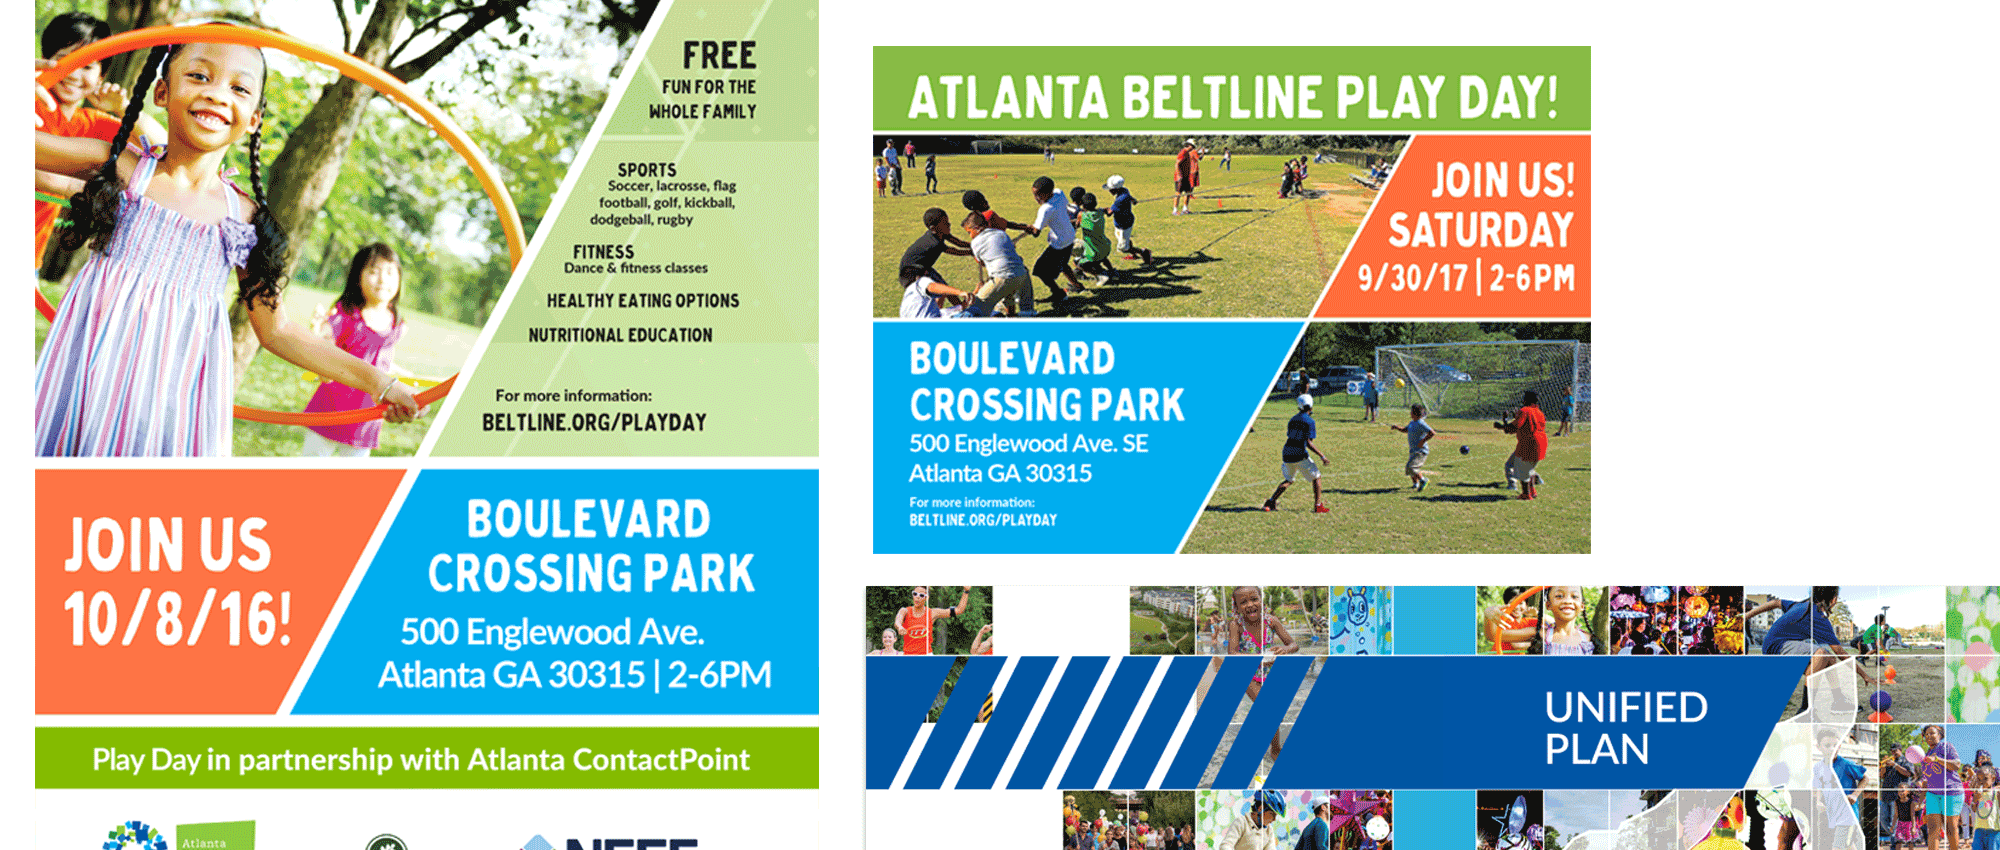 FREE
FUN FOR THE
WHOLE FAMILY
SPORTS
Soccer, lacrosse, flag
football, golf, kickball,
dodgeball, rugby
FITNESS
Dance & fitness classes
HEALTHY EATING OPTIONS
NUTRITIONAL EDUCATION
For more information:
BELTLINE.ORG/PLAYDAY
JOIN US
10/8/16!
BOULEVARD
CROSSING PARK
500 Englewood Ave.
Atlanta GA 30315 | 2-6PM
Play Day in partnership with Atlanta ContactPoint
Atlanta
ATLANTA BELTLINE PLAY DAY!
JOIN US!
SATURDAY
9/30/17 | 2-6PM
BOULEVARD
CROSSING PARK
500 Englewood Ave. SE
Atlanta GA 30315
For more information:
BELTLINE.ORG/PLAYDAY
UNIFIED
PLAN